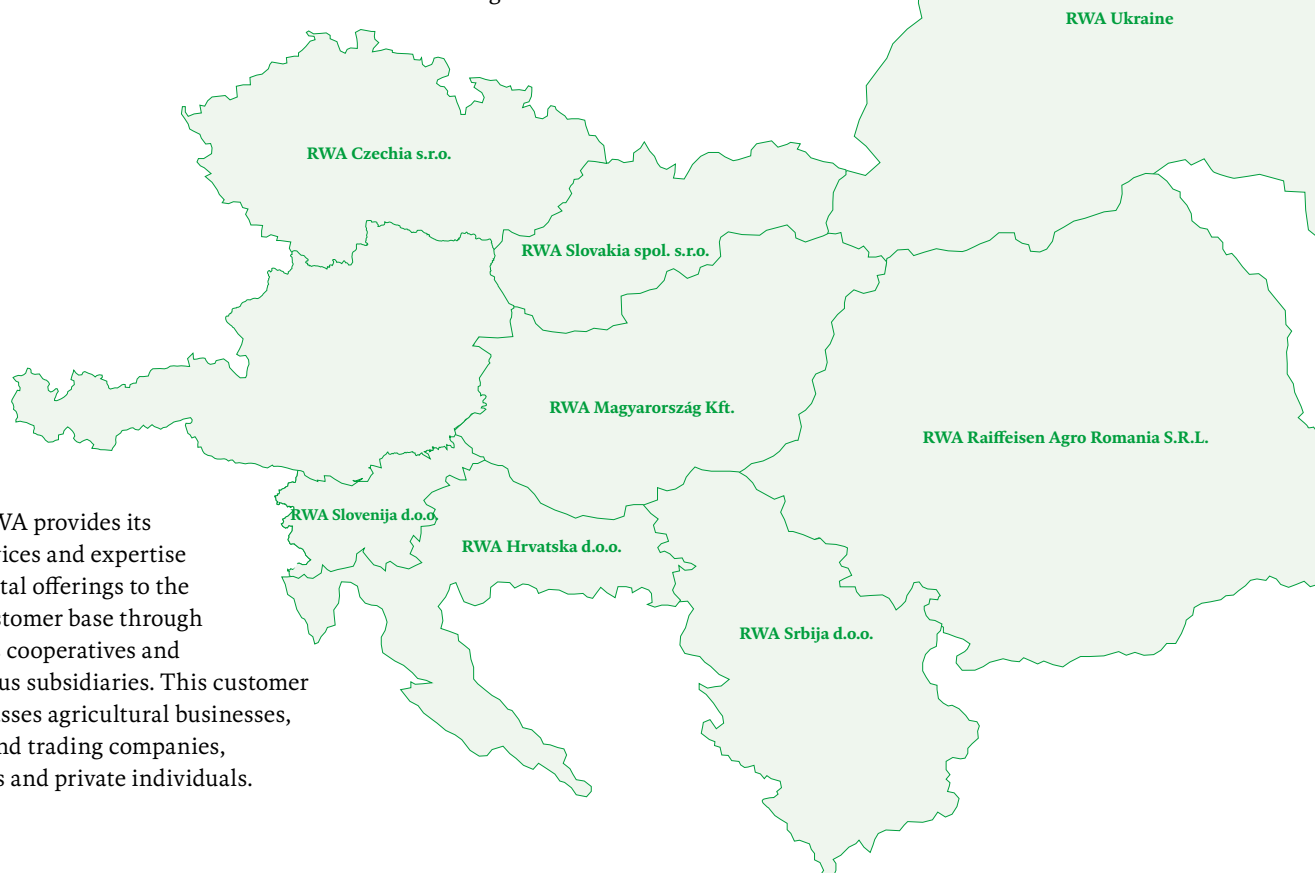 RWA Ukraine
RWA Czechia s.r.o.
RWA Slovakia spol. s.r.o.
RWA Magyarország Kft.
RWA Raiffeisen Agro Romania S.R.L.
RWA Slovenija d.o.o.
RWA Hrvatska d.o.o.
RWA Srbija d.o.o.
WA provides its
ices and expertise
tal offerings to the
stomer base through
cooperatives and
us subsidiaries. This customer
sses agricultural businesses,
nd trading companies,
s and private individuals.